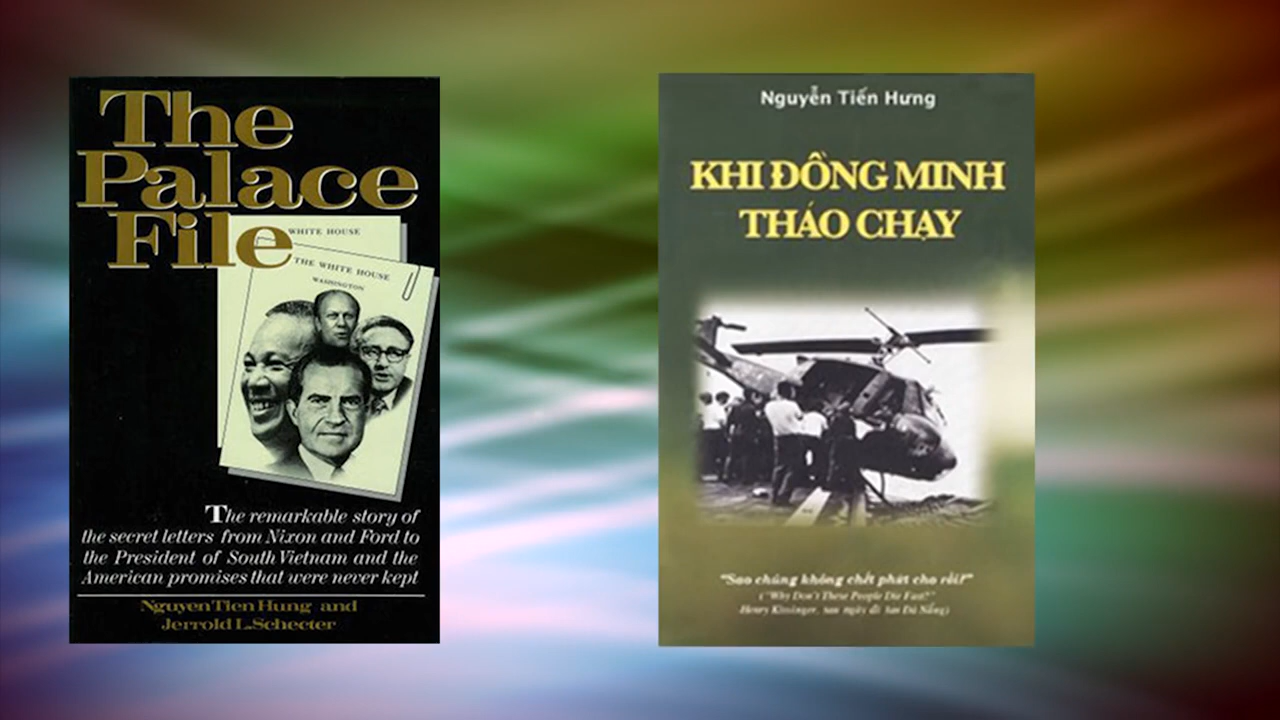 The
Palace
File
WHITE HOUSE
THE WHITE HOUSE
WASHINGTON
The remarkable story of
the secret letters from Nixon and Ford to
the President of South Vietnam and the
American promises that were never kept
Nguyen Tien Hung and
Jerrold L. Schecter
Nguyễn Tiến Hưng
KHI ĐỒNG MINH
THÁO CHẠY
"Sao chúng không chết phứt cho rồi?"
("Why Don't These People Die Fast?"
Henry Kissinger, sau ngày di tản Đà Nẵng)